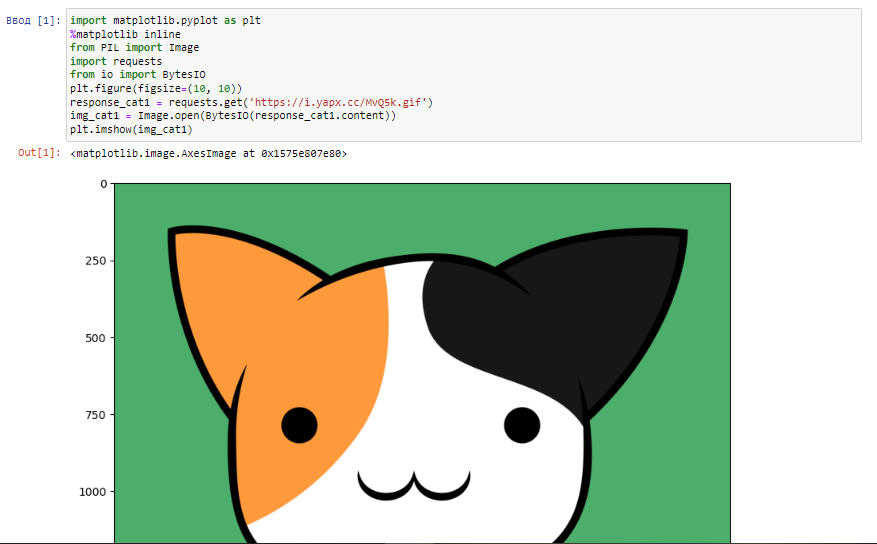 Ввод [1]: import matplotlib.pyplot as plt
%matplotlib inline
from PIL import Image
import requests
from io import BytesIO
plt.figure(figsize=(10, 10))
response_cat1 = requests.get('https://i.yapx.cc/MvQ5k.gif')
img_cat1 = Image.open(BytesIO(response_cat1.content))
plt.imshow(img_cat1)
Out[1]: <matplotlib.image.AxesImage at 0x1575e807e80>
0
250
500
750
1000